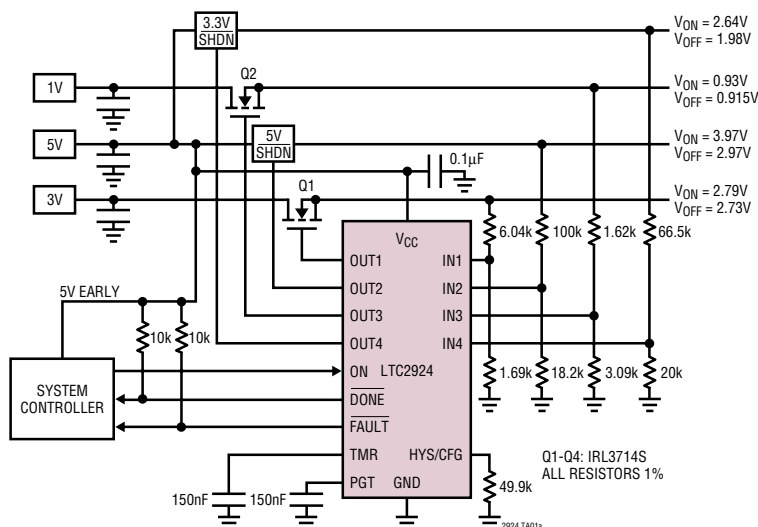 3.3V
SHDN
V_ON = 2.64V
V_OFF = 1.98V
Q2
1V
V_ON = 0.93V
V_OFF = 0.915V
5V
5V
SHDN
V_ON = 3.97V
V_OFF = 2.97V
0.1µF
Q1
3V
V_ON = 2.79V
V_OFF = 2.73V
V_CC
6.04k
100k
1.62k
66.5k
OUT1
IN1
OUT2
IN2
5V EARLY
OUT3
IN3
10k
10k
OUT4
IN4
SYSTEM
CONTROLLER
ON
LTC2924
1.69k
18.2k
3.09k
20k
DONE
FAULT
TMR
HYS/CFG
Q1-Q4: IRL3714S
ALL RESISTORS 1%
150nF
150nF
PGT
GND
49.9k
2924 TA01a